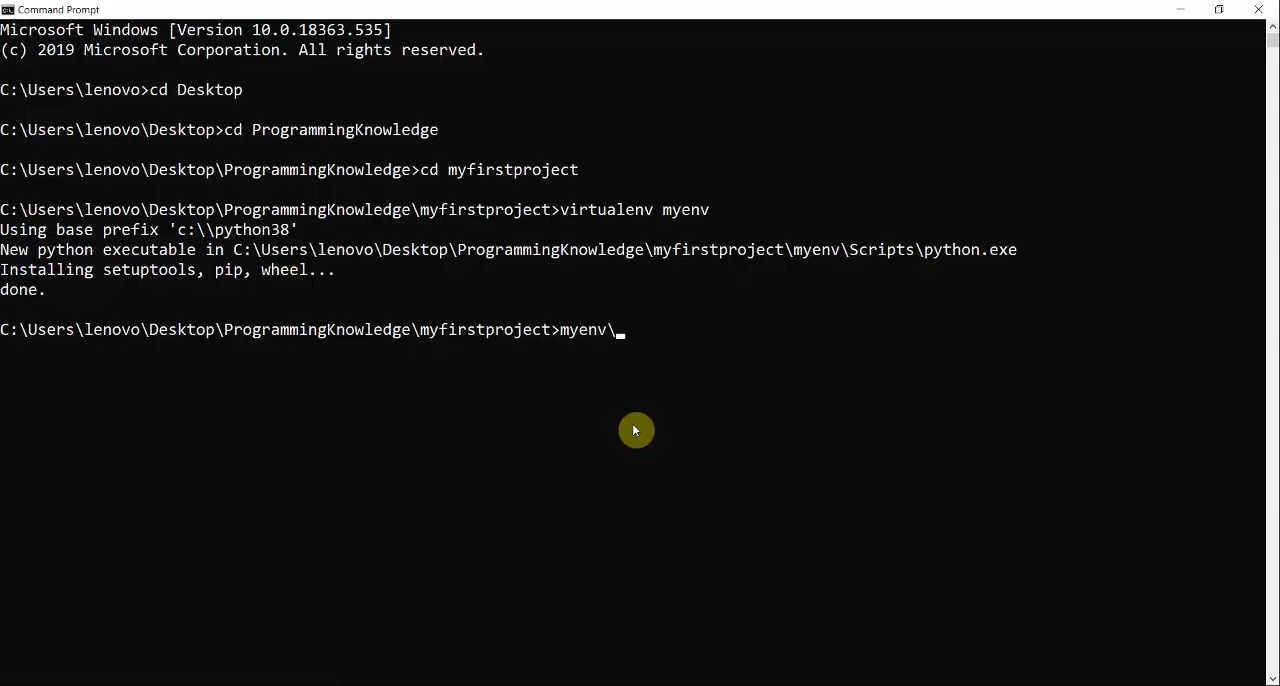 Command Prompt
Microsoft Windows [Version 10.0.18363.535]
(c) 2019 Microsoft Corporation. All rights reserved.
C:\Users\lenovo>cd Desktop
C:\Users\lenovo\Desktop>cd ProgrammingKnowledge
C:\Users\lenovo\Desktop\ProgrammingKnowledge>cd myfirstproject
C:\Users\lenovo\Desktop\ProgrammingKnowledge\myfirstproject>virtualenv myenv
Using base prefix 'c:\\python38'
New python executable in C:\Users\lenovo\Desktop\ProgrammingKnowledge\myfirstproject\myenv\Scripts\python.exe
Installing setuptools, pip, wheel...
done.
C:\Users\lenovo\Desktop\ProgrammingKnowledge\myfirstproject>myenv\